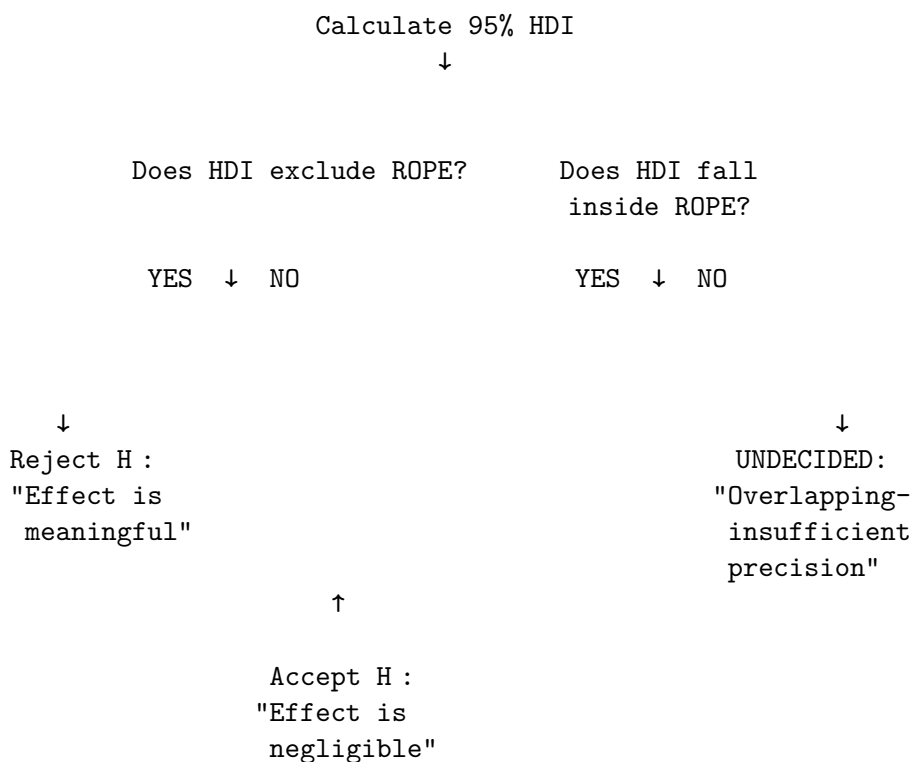 Calculate 95% HDI
↓
Does HDI exclude ROPE? Does HDI fall
inside ROPE?
YES ↓ NO YES ↓ NO
↓ ↓
Reject H : UNDECIDED:
"Effect is "Overlapping-
meaningful" insufficient
precision"
↑
Accept H :
"Effect is
negligible"